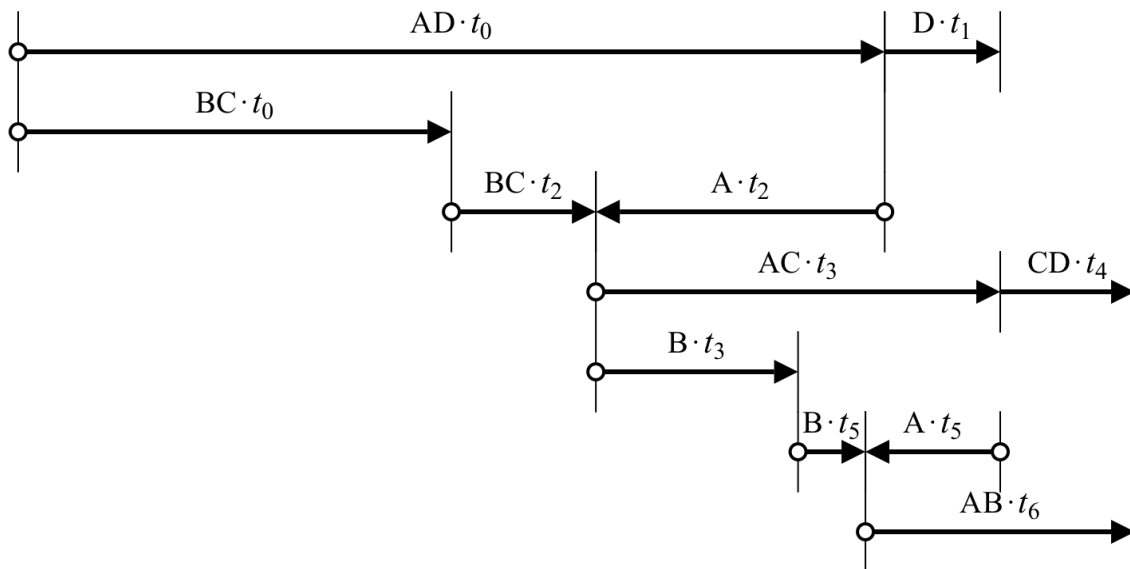 AD · t₀ D · t₁
BC · t₀
BC · t₂ A · t₂
AC · t₃ CD · t₄
B · t₃
B · t₅ A · t₅
AB · t₆